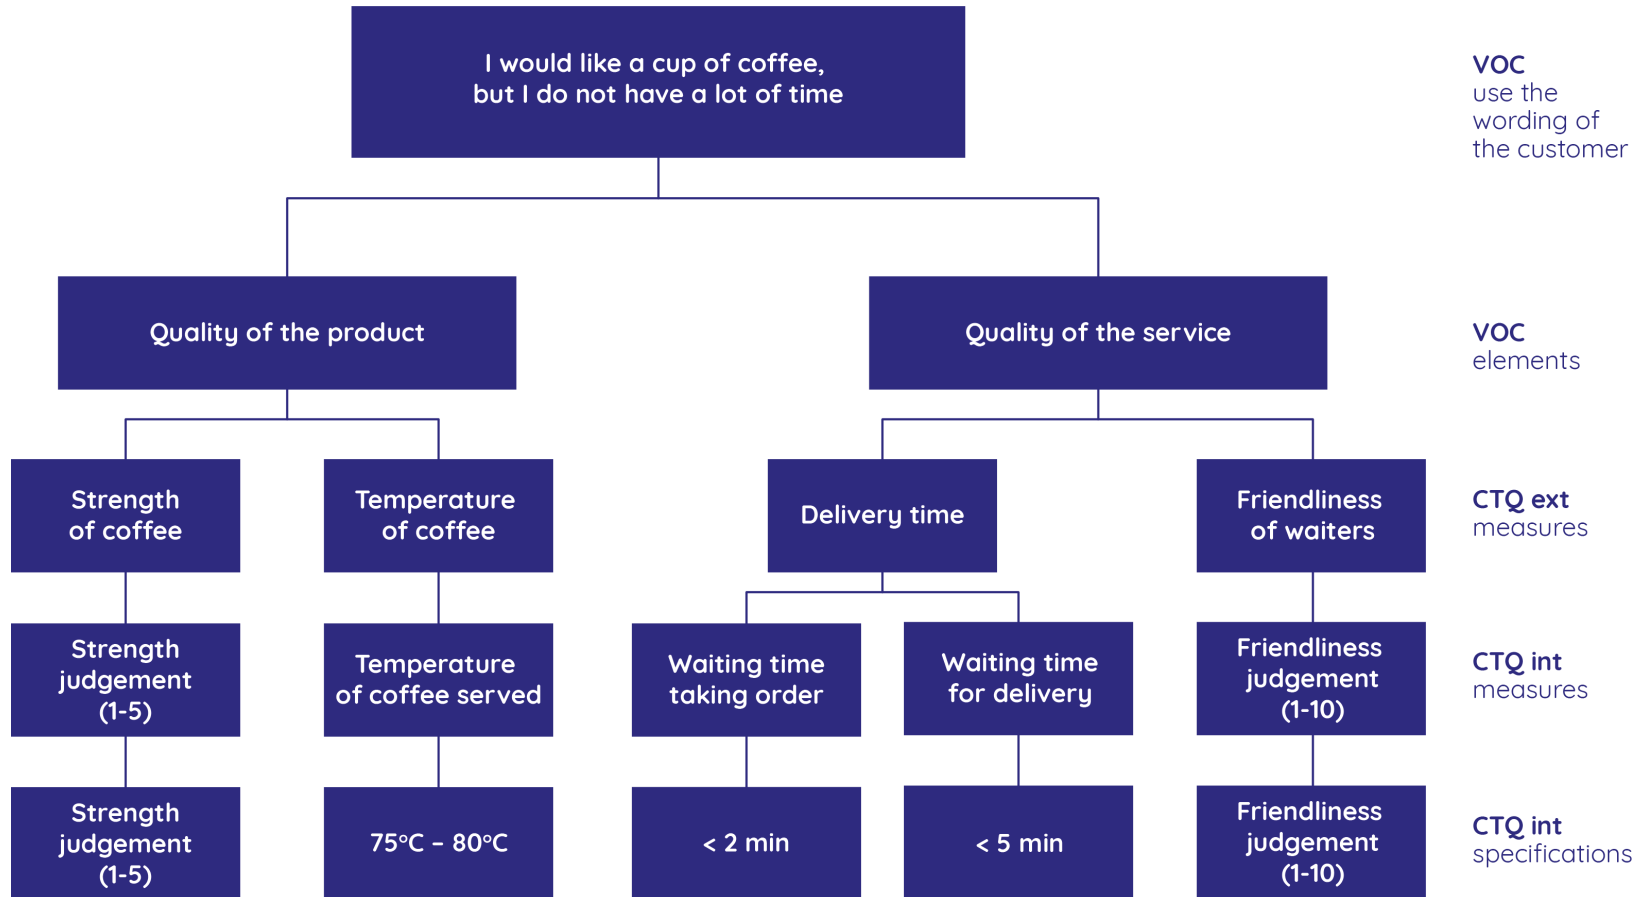 I would like a cup of coffee,
but I do not have a lot of time
VOC
use the
wording of
the customer
Quality of the product
Quality of the service
VOC
elements
Strength
of coffee
Temperature
of coffee
Delivery time
Friendliness
of waiters
CTQ ext
measures
Strength
judgement
(1-5)
Temperature
of coffee served
Waiting time
taking order
Waiting time
for delivery
Friendliness
judgement
(1-10)
CTQ int
measures
Strength
judgement
(1-5)
75°C – 80°C
< 2 min
< 5 min
Friendliness
judgement
(1-10)
CTQ int
specifications